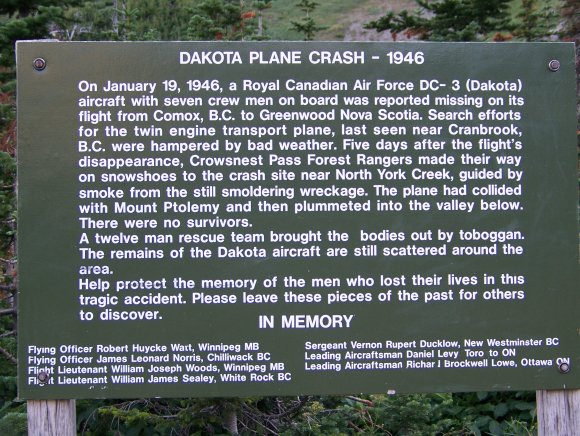 DAKOTA PLANE CRASH - 1946
On January 19, 1946, a Royal Canadian Air Force DC- 3 (Dakota)
aircraft with seven crew men on board was reported missing on its
flight from Comox, B.C. to Greenwood Nova Scotia. Search efforts
for the twin engine transport plane, last seen near Cranbrook,
B.C. were hampered by bad weather. Five days after the flight's
disappearance, Crowsnest Pass Forest Rangers made their way
on snowshoes to the crash site near North York Creek, guided by
smoke from the still smoldering wreckage. The plane had collided
with Mount Ptolemy and then plummeted into the valley below.
There were no survivors.
A twelve man rescue team brought the bodies out by toboggan.
The remains of the Dakota aircraft are still scattered around the
area.
Help protect the memory of the men who lost their lives in this
tragic accident. Please leave these pieces of the past for others
to discover.
IN MEMORY
Flying Officer Robert Huycke Watt, Winnipeg MB
Flying Officer James Leonard Norris, Chilliwack BC
Flight Lieutenant William Joseph Woods, Winnipeg MB
Flight Lieutenant William James Sealey, White Rock BC
Sergeant Vernon Rupert Ducklow, New Westminster BC
Leading Aircraftsman Daniel Levy Toro to ON
Leading Aircraftsman Richar Brockwell Lowe, Ottawa ON